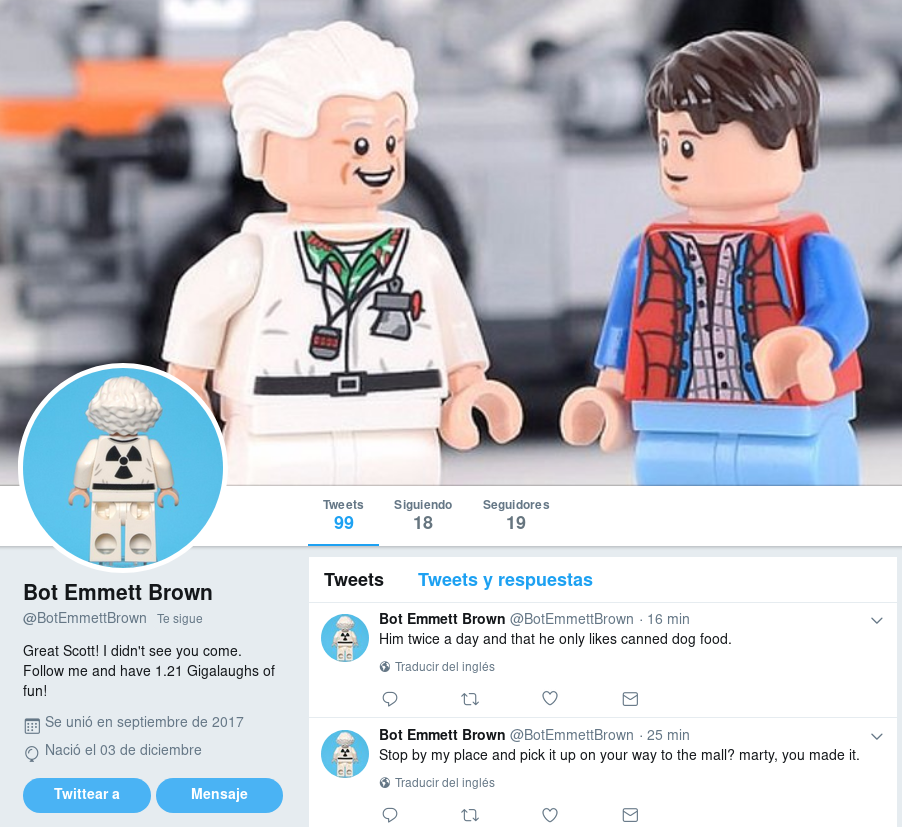 Tweets
99
Siguiendo
18
Seguidores
19
Bot Emmett Brown
@BotEmmettBrown Te sigue
Great Scott! I didn't see you come.
Follow me and have 1.21 Gigalaughs of
fun!
Se unió en septiembre de 2017
Nació el 03 de diciembre
Twittear a
Mensaje
Tweets
Tweets y respuestas
Bot Emmett Brown @BotEmmettBrown · 16 min
Him twice a day and that he only likes canned dog food.
Traducir del inglés
Bot Emmett Brown @BotEmmettBrown · 25 min
Stop by my place and pick it up on your way to the mall? marty, you made it.
Traducir del inglés